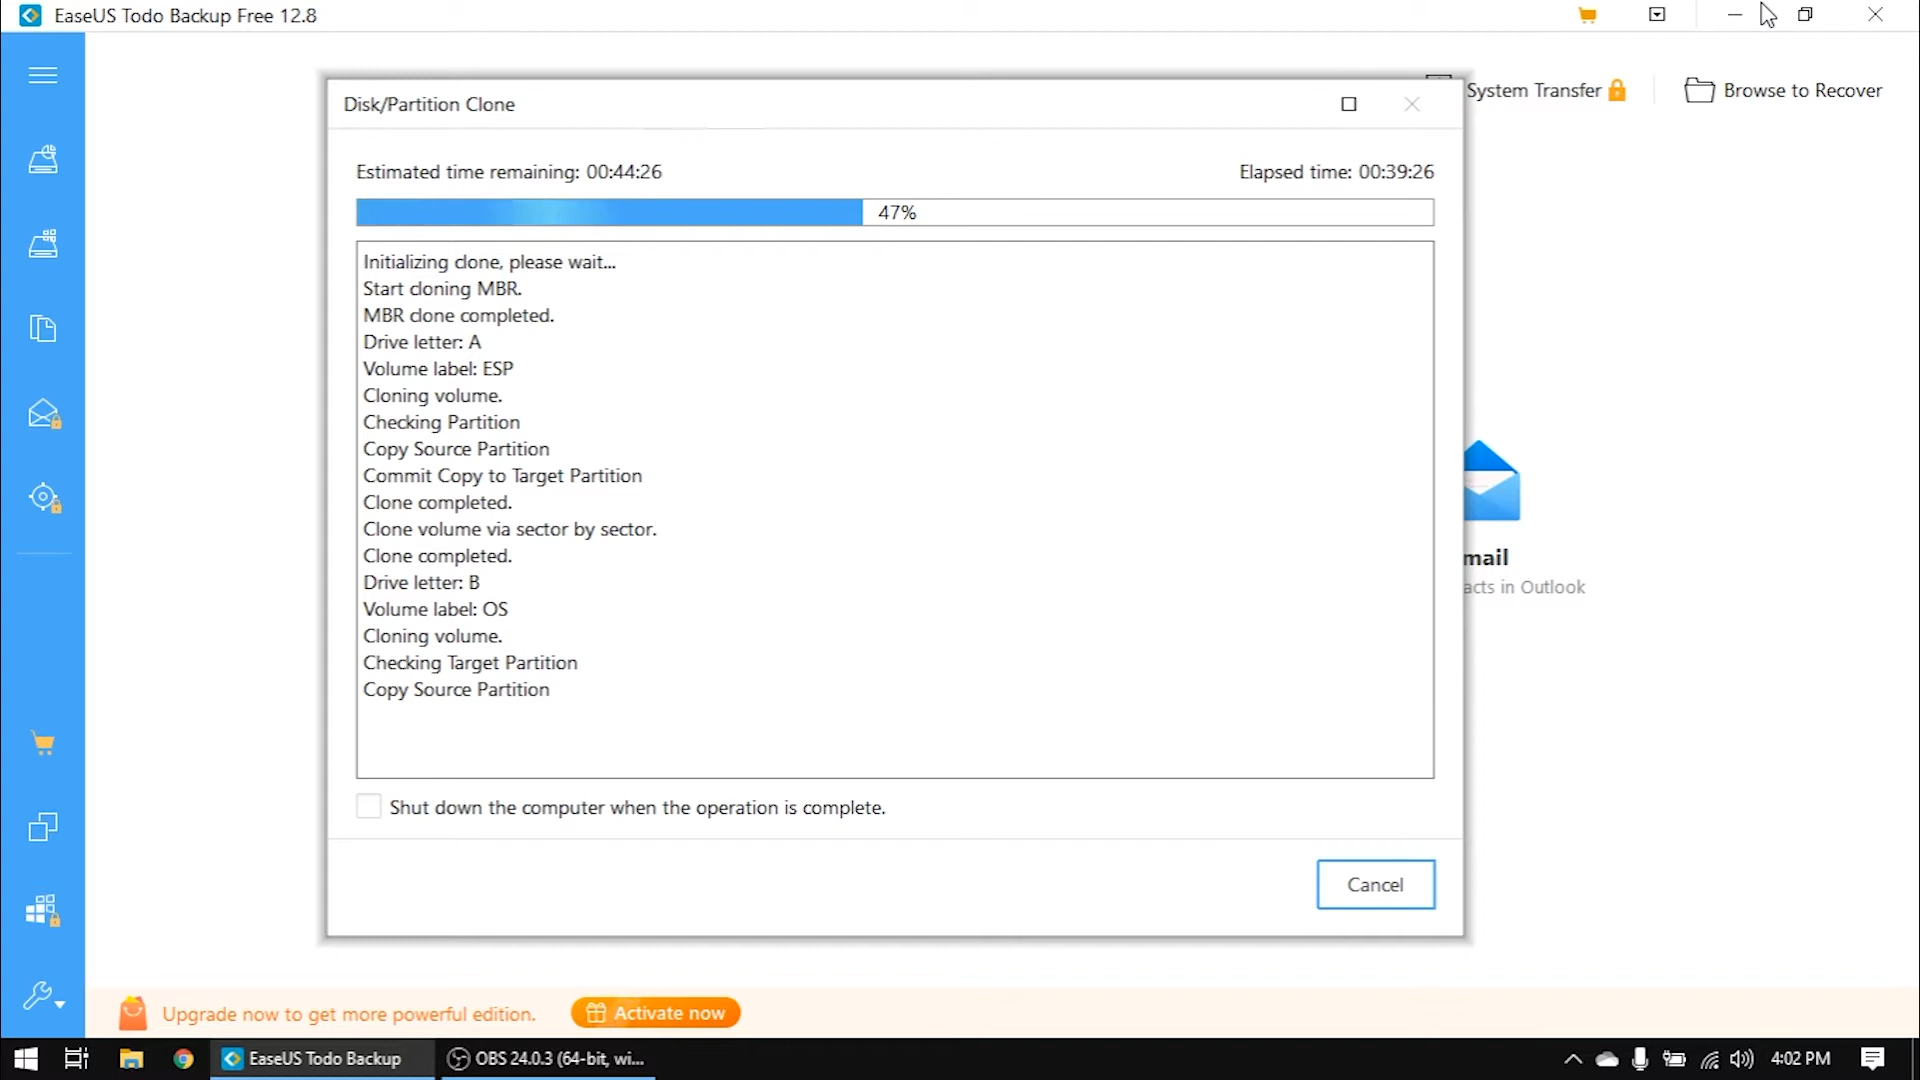 EaseUS Todo Backup Free 12.8
System Transfer
Browse to Recover
Disk/Partition Clone
Estimated time remaining: 00:44:26
Elapsed time: 00:39:26
47%
Initializing clone, please wait...
Start cloning MBR.
MBR clone completed.
Drive letter: A
Volume label: ESP
Cloning volume.
Checking Partition
Copy Source Partition
Commit Copy to Target Partition
Clone completed.
Clone volume via sector by sector.
Clone completed.
Drive letter: B
Volume label: OS
Cloning volume.
Checking Target Partition
Copy Source Partition
mail
acts in Outlook
Shut down the computer when the operation is complete.
Cancel
Upgrade now to get more powerful edition.
Activate now
EaseUS Todo Backup
OBS 24.0.3 (64-bit, wi...
4:02 PM